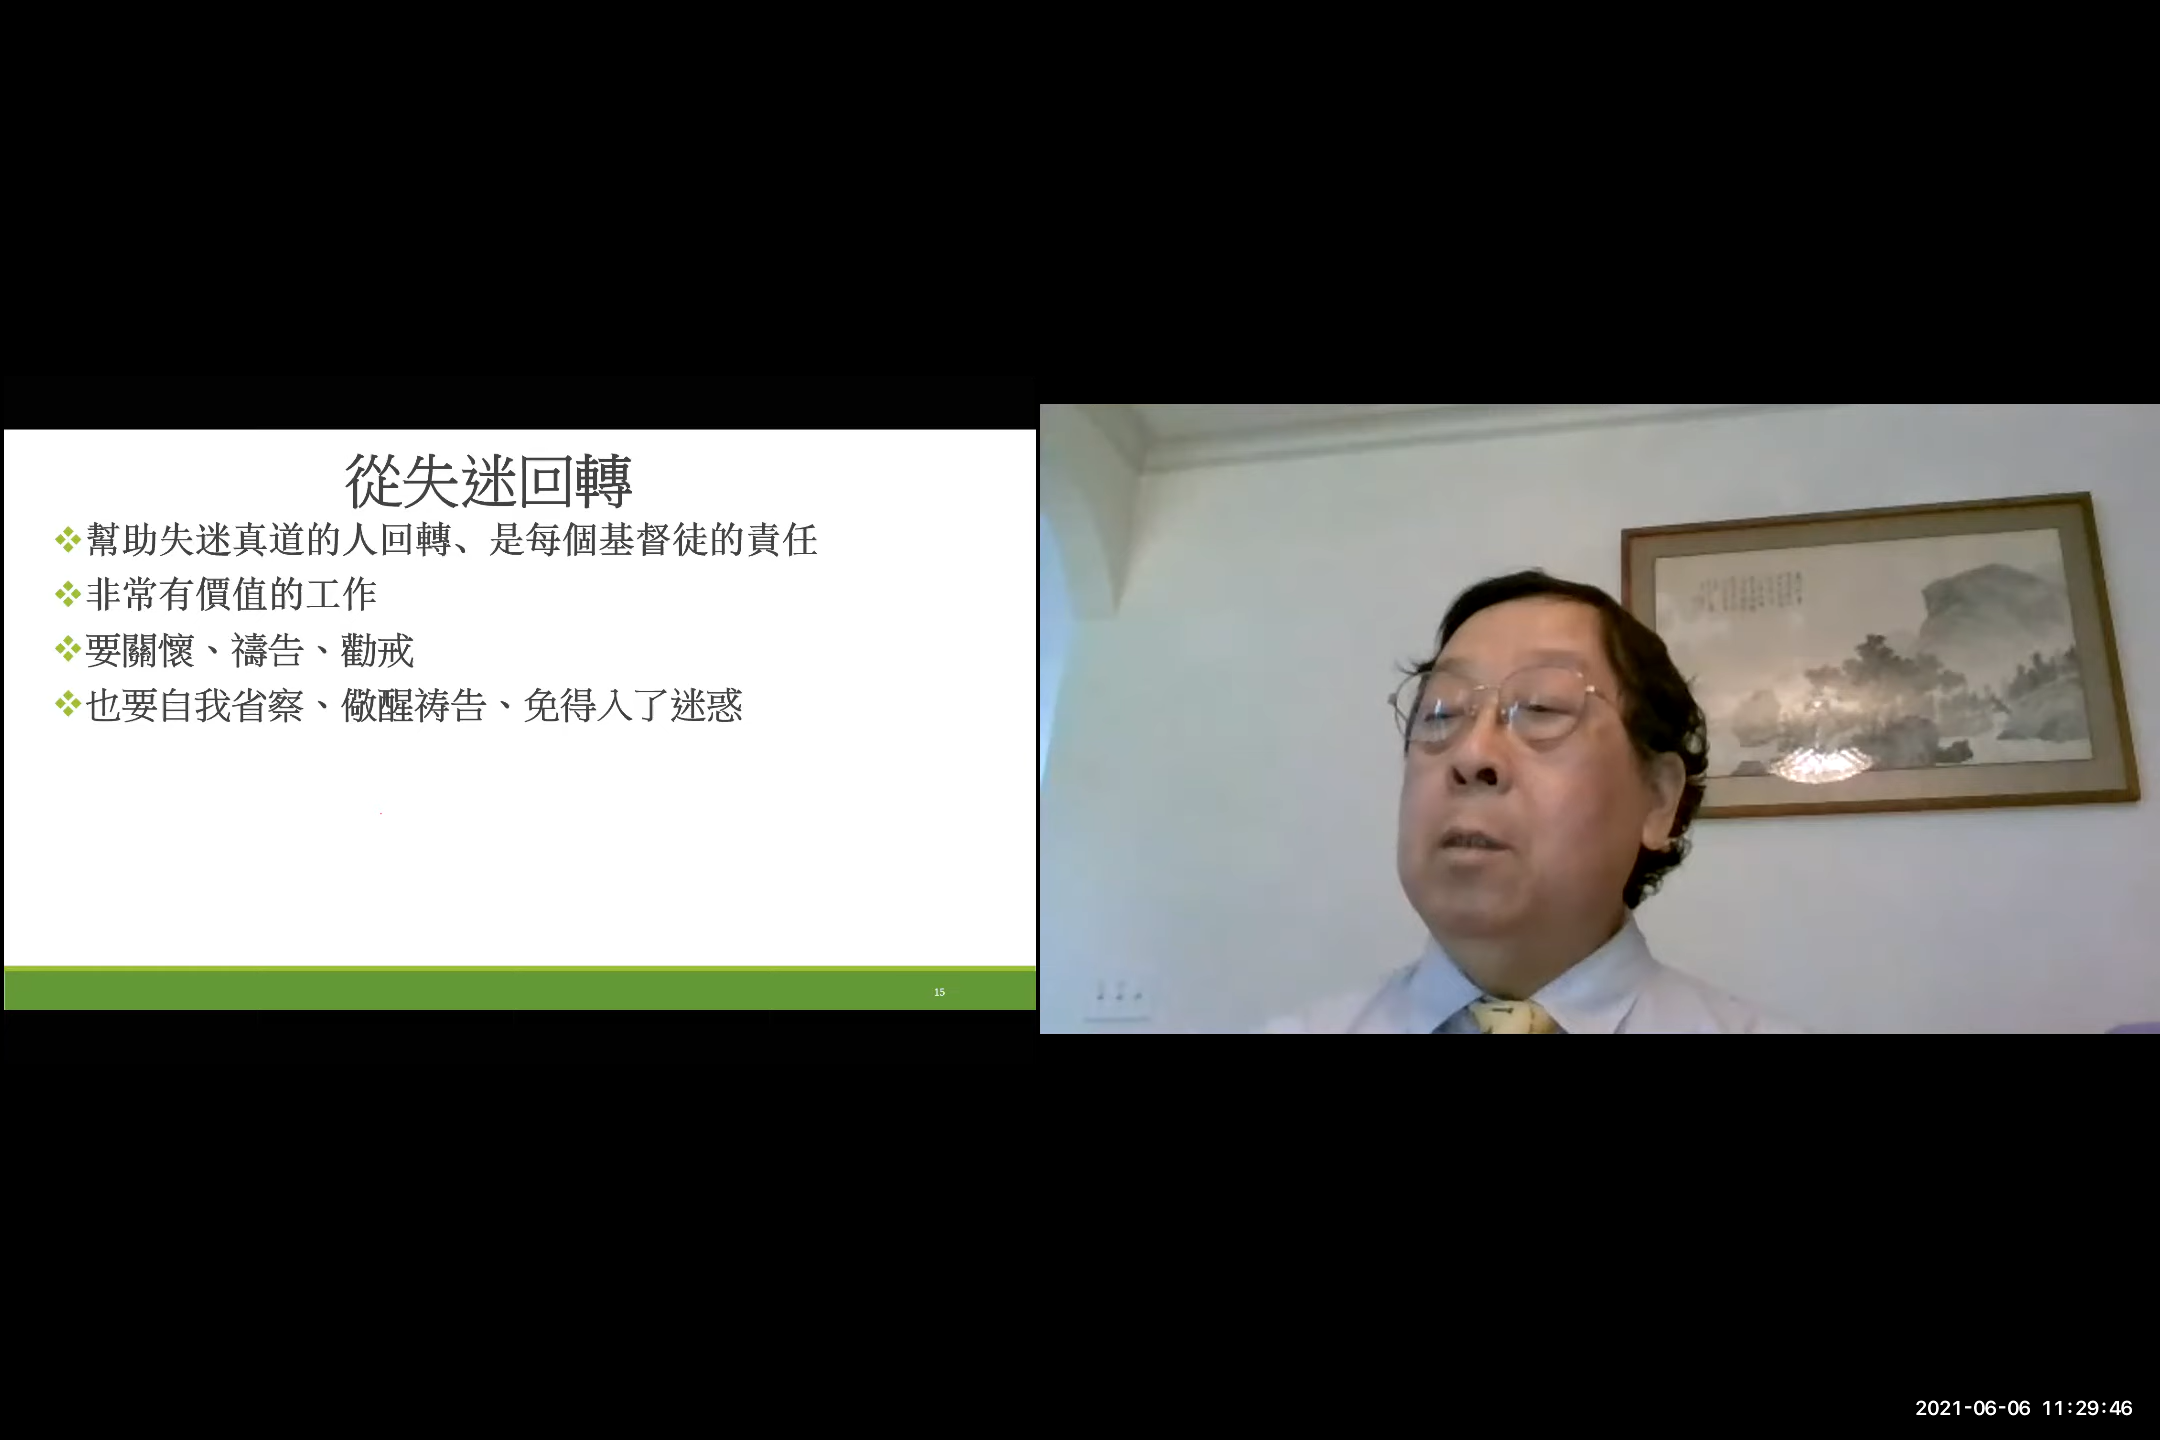 從失迷回轉
❖幫助失迷真道的人回轉、是每個基督徒的責任
❖非常有價值的工作
❖要關懷、禱告、勸戒
❖也要自我省察、儆醒祷告、免得入了迷惑
15
2021-06-06 11:29:46